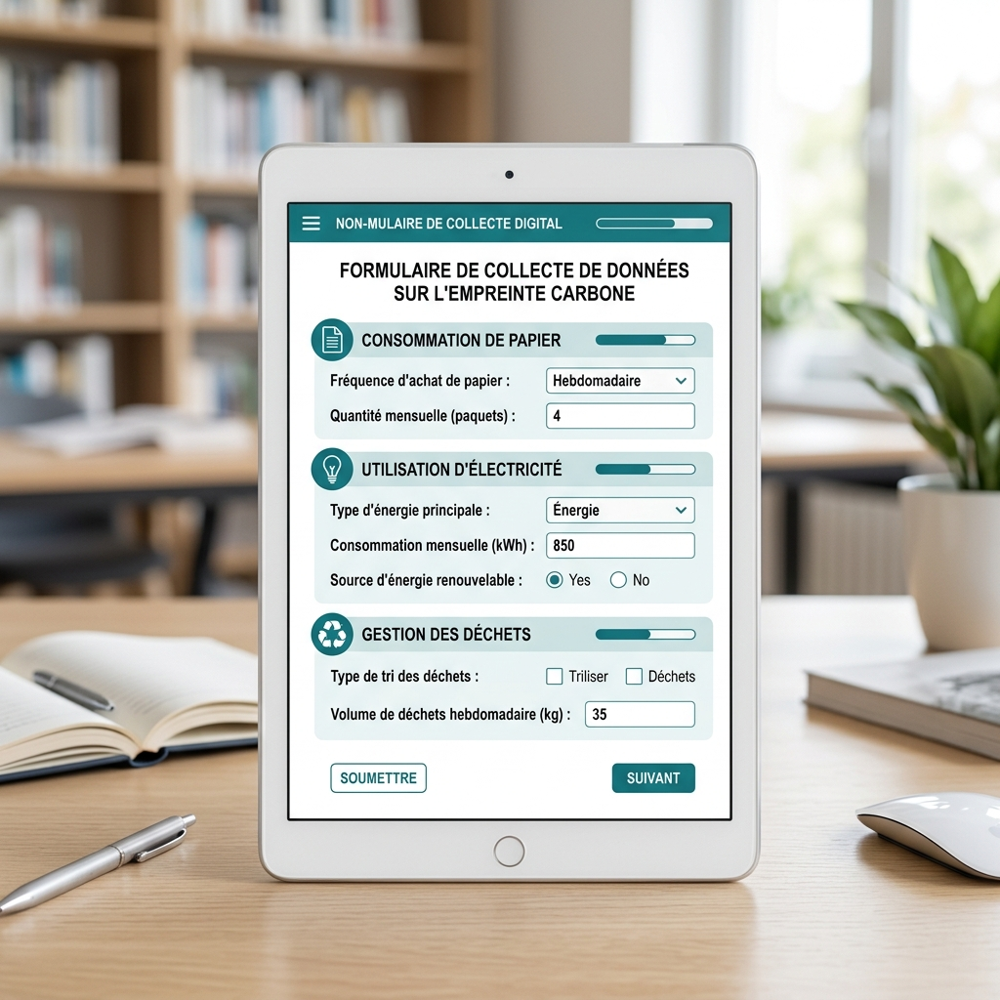 NON-MULAIRE DE COLLECTE DIGITAL
FORMULAIRE DE COLLECTE DE DONNÉES
SUR L'EMPREINTE CARBONE
CONSOMMATION DE PAPIER
Fréquence d'achat de papier : Hebdomadaire
Quantité mensuelle (paquets) : 4
UTILISATION D'ÉLECTRICITÉ
Type d'énergie principale : Énergie
Consommation mensuelle (kWh) : 850
Source d'énergie renouvelable : Yes No
GESTION DES DÉCHETS
Type de tri des déchets : Triliser Déchets
Volume de déchets hebdomadaire (kg) : 35
SOUMETTRE SUIVANT